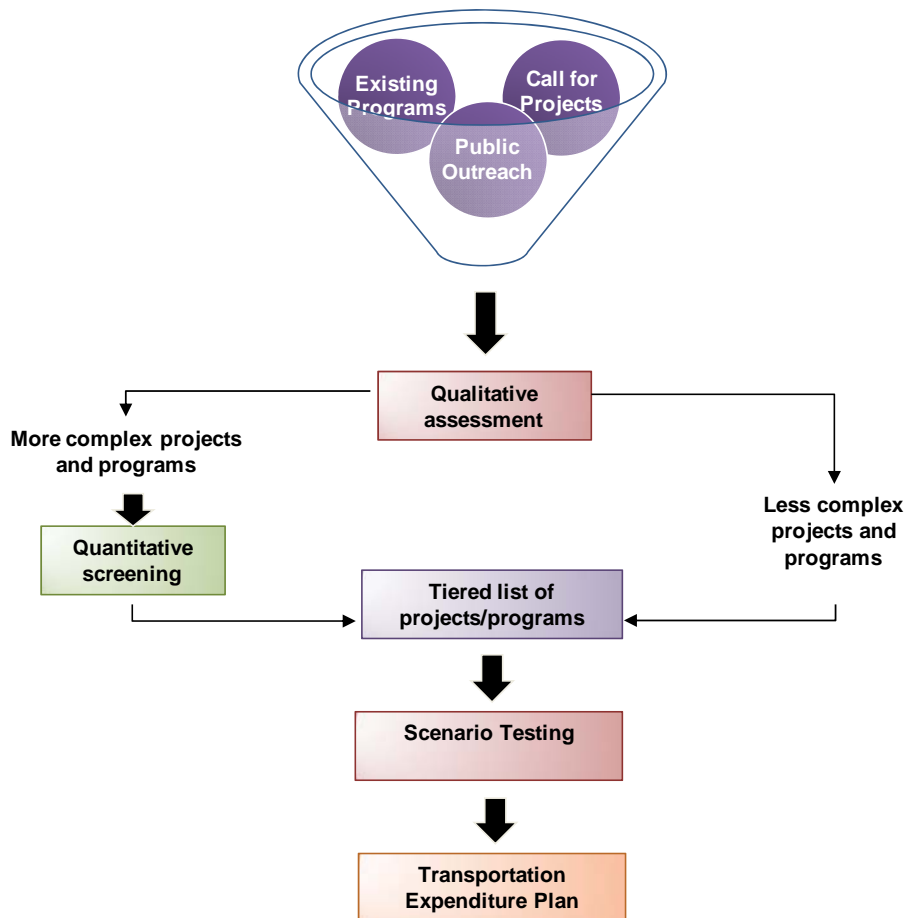 Existing
Programs
Call for
Projects
Public
Outreach
Qualitative
assessment
More complex projects
and programs
Less complex
projects and
programs
Quantitative
screening
Tiered list of
projects/programs
Scenario Testing
Transportation
Expenditure Plan